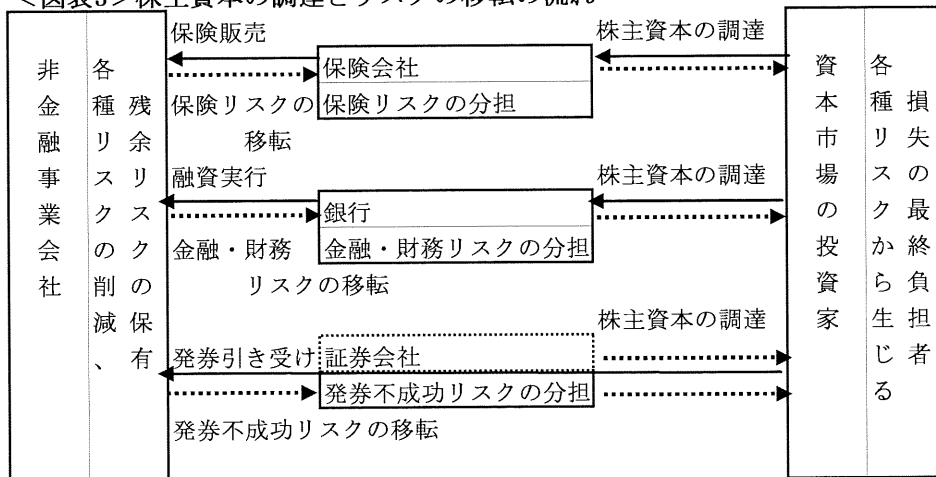 <図表3>株主資本の調達とリスクの移転の流れ
非金融事業会社
各種リスクの削減、
残余リスクの保有
保険販売
保険リスクの
移転
保険会社
保険リスクの分担
株主資本の調達
融資実行
金融・財務
リスクの移転
銀行
金融・財務リスクの分担
株主資本の調達
発券引き受け
発券不成功リスクの移転
証券会社
発券不成功リスクの分担
株主資本の調達
資本市場の投資家
各種リスクから生じる
損失の最終負担者